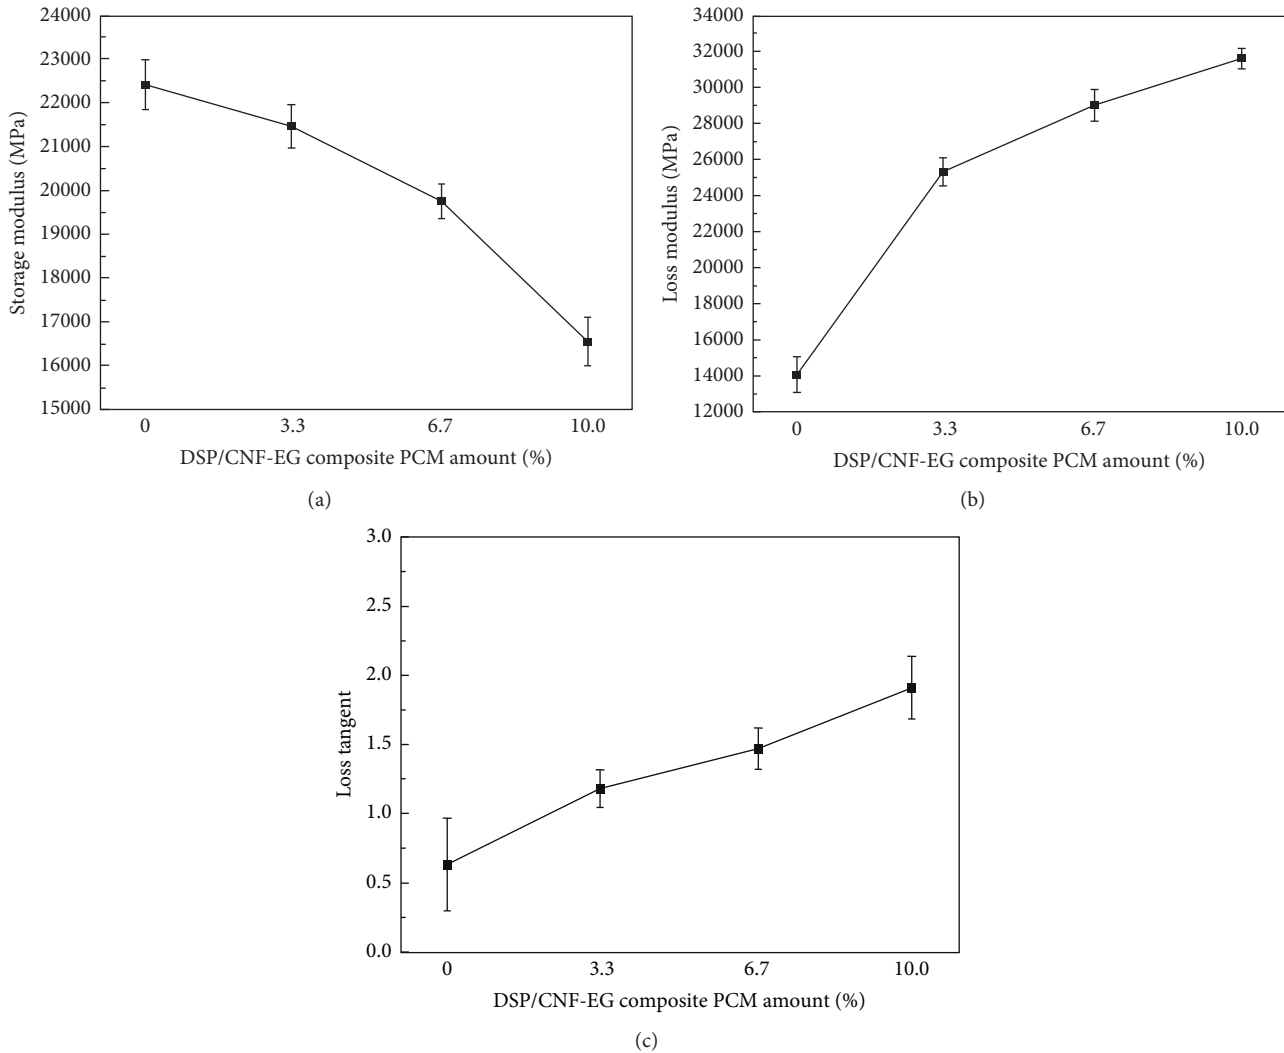 24000
23000
22000
21000
20000
19000
18000
17000
16000
15000
Storage modulus (MPa)
0 3.3 6.7 10.0
DSP/CNF-EG composite PCM amount (%)
(a)
34000
32000
30000
28000
26000
24000
22000
20000
18000
16000
14000
12000
Loss modulus (MPa)
0 3.3 6.7 10.0
DSP/CNF-EG composite PCM amount (%)
(b)
3.0
2.5
2.0
1.5
1.0
0.5
0.0
Loss tangent
0 3.3 6.7 10.0
DSP/CNF-EG composite PCM amount (%)
(c)